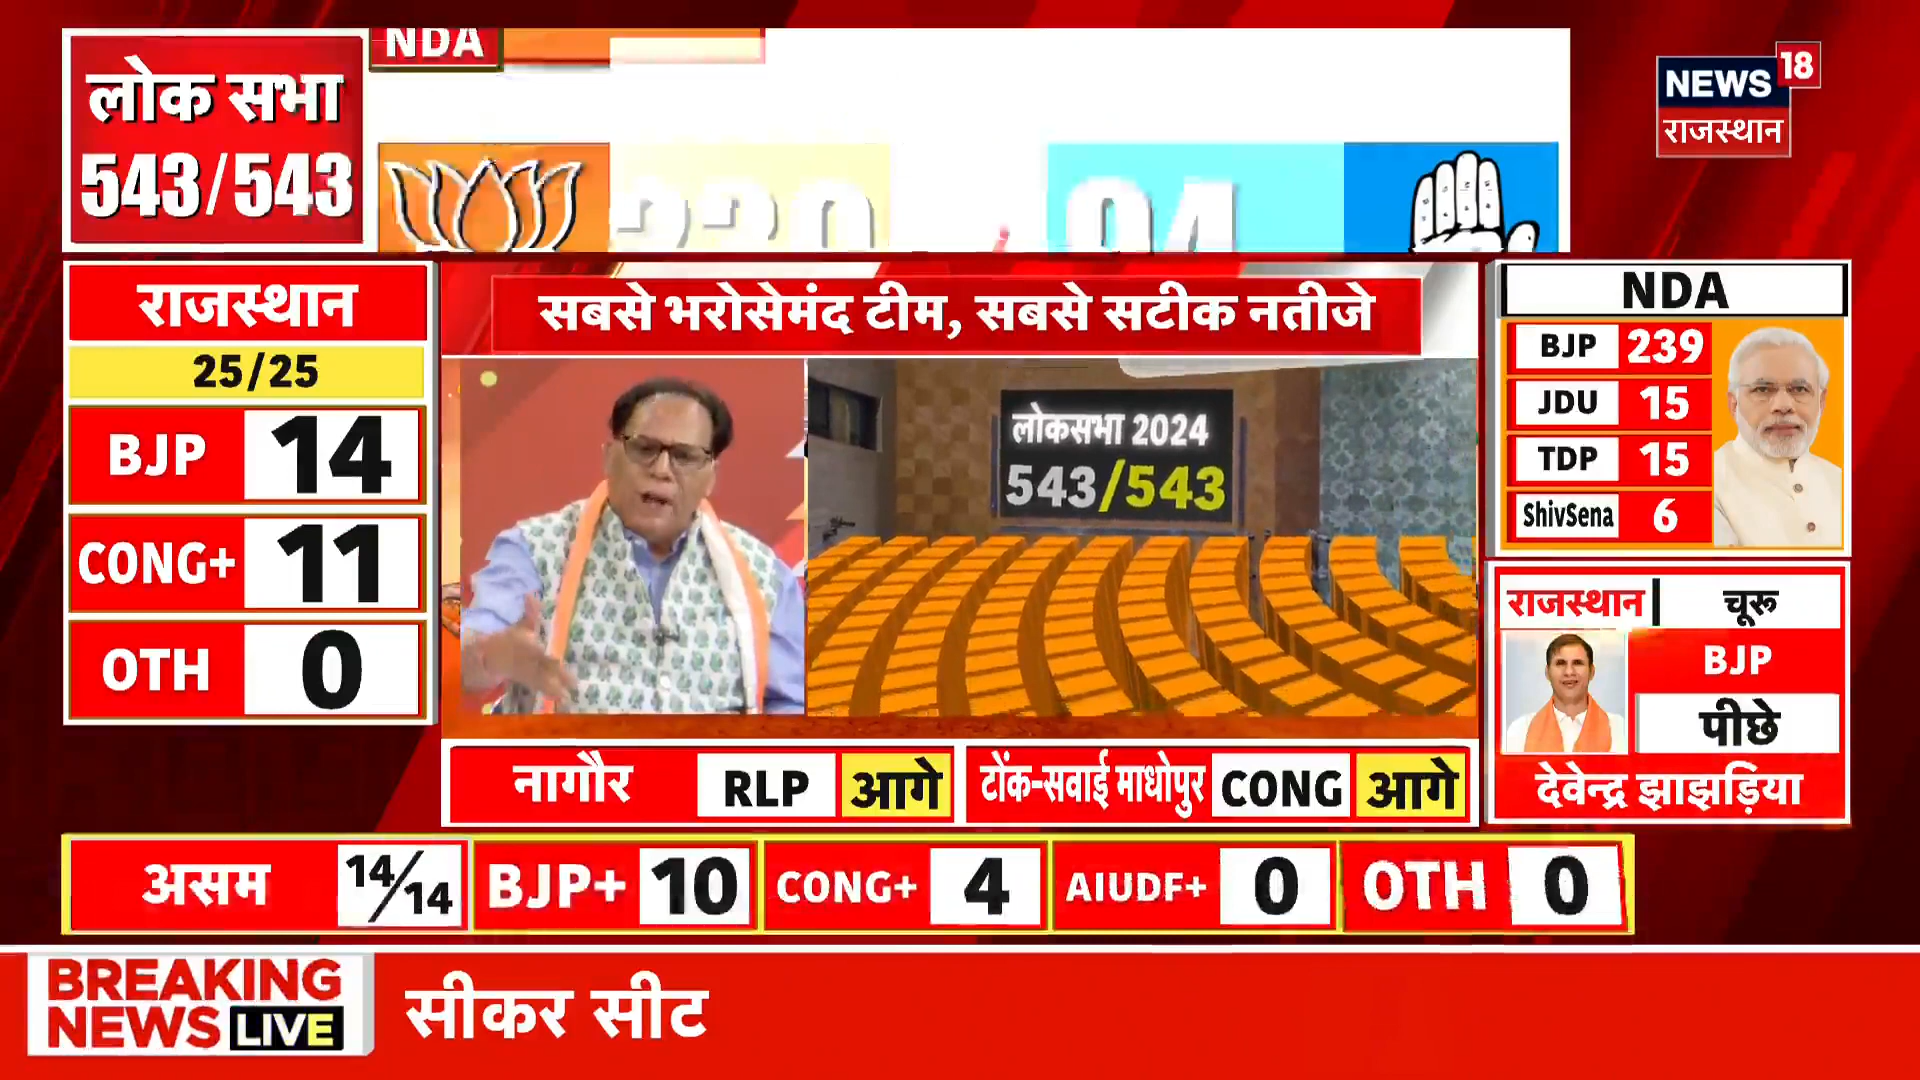 लोक सभा
543/543
NDA
NEWS 18
राजस्थान
राजस्थान
25/25
BJP 14
CONG+ 11
OTH 0
सबसे भरोसेमंद टीम, सबसे सटीक नतीजे
लोकसभा 2024
543/543
NDA
BJP 239
JDU 15
TDP 15
ShivSena 6
राजस्थान चूरू
BJP
पीछे
देवेन्द्र झाझड़िया
नागौर RLP आगे
टोंक-सवाई माधोपुर CONG आगे
असम 14/14 BJP+ 10 CONG+ 4 AIUDF+ 0 OTH 0
BREAKING
NEWS LIVE
सीकर सीट